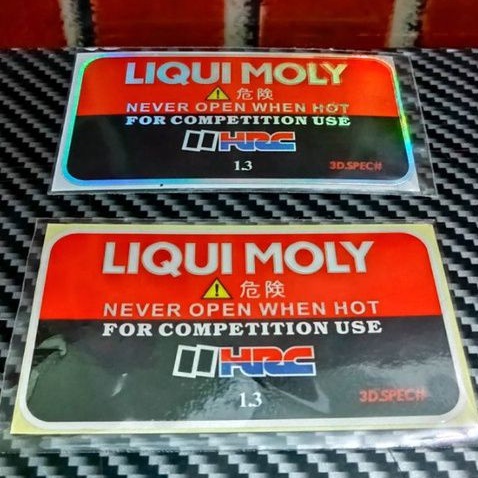 LIQUI MOLY
危険
NEVER OPEN WHEN HOT
FOR COMPETITION USE
HRC
1.3
3D.SPEC#
LIQUI MOLY
危険
NEVER OPEN WHEN HOT
FOR COMPETITION USE
HRC
1.3
3D.SPEC#